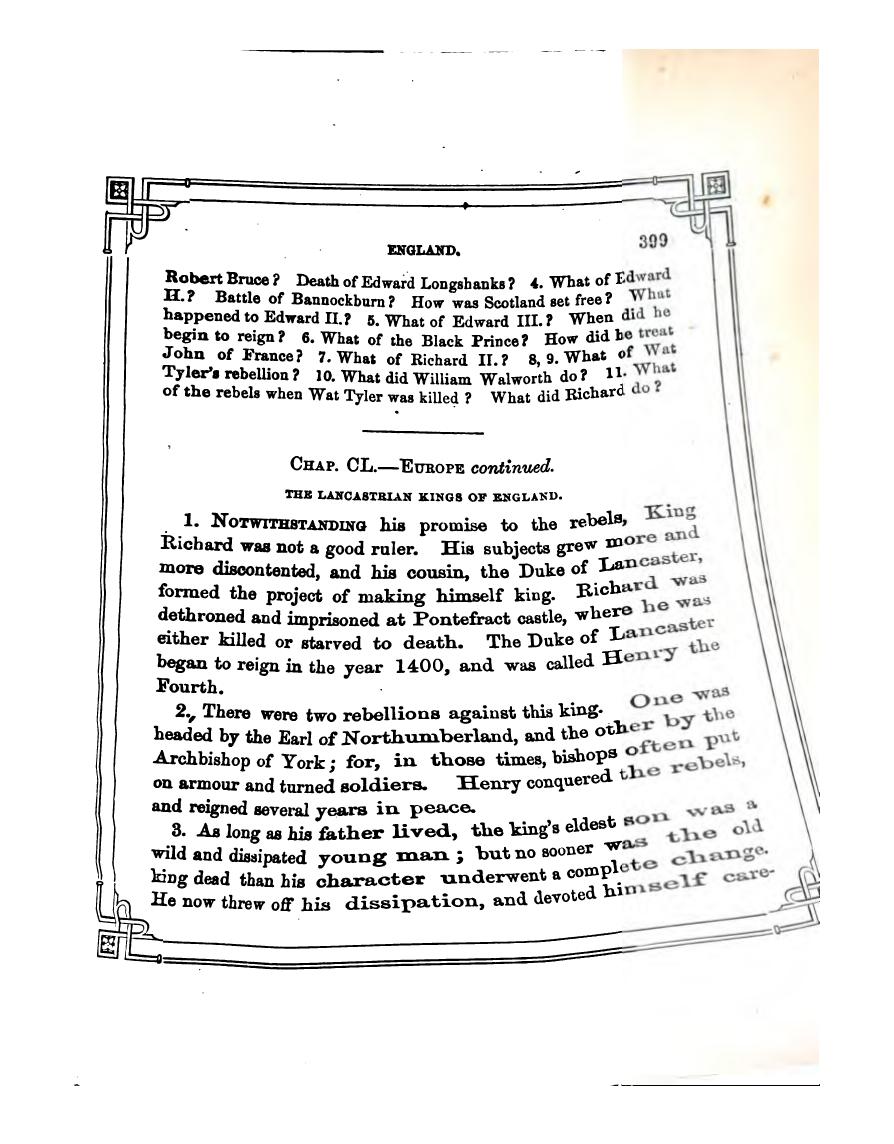 ENGLAND. 399
Robert Bruce? Death of Edward Longshanks? 4. What of Edward
II.? Battle of Bannockburn? How was Scotland set free? What
happened to Edward II.? 5. What of Edward III.? When did he
begin to reign? 6. What of the Black Prince? How did he treat
John of France? 7. What of Richard II.? 8, 9. What of Wat
Tyler's rebellion? 10. What did William Walworth do? 11. What
of the rebels when Wat Tyler was killed? What did Richard do?
CHAP. CL.—EUROPE continued.
THE LANCASTRIAN KINGS OF ENGLAND.
1. NOTWITHSTANDING his promise to the rebels, King
Richard was not a good ruler. His subjects grew more and
more discontented, and his cousin, the Duke of Lancaster,
formed the project of making himself king. Richard was
dethroned and imprisoned at Pontefract castle, where he was
either killed or starved to death. The Duke of Lancaster
began to reign in the year 1400, and was called Henry the
Fourth.
2. There were two rebellions against this king. One was
headed by the Earl of Northumberland, and the other by the
Archbishop of York; for, in those times, bishops often put
on armour and turned soldiers. Henry conquered the rebels,
and reigned several years in peace.
3. As long as his father lived, the king's eldest son was a
wild and dissipated young man; but no sooner was the old
king dead than his character underwent a complete change.
He now threw off his dissipation, and devoted himself care-